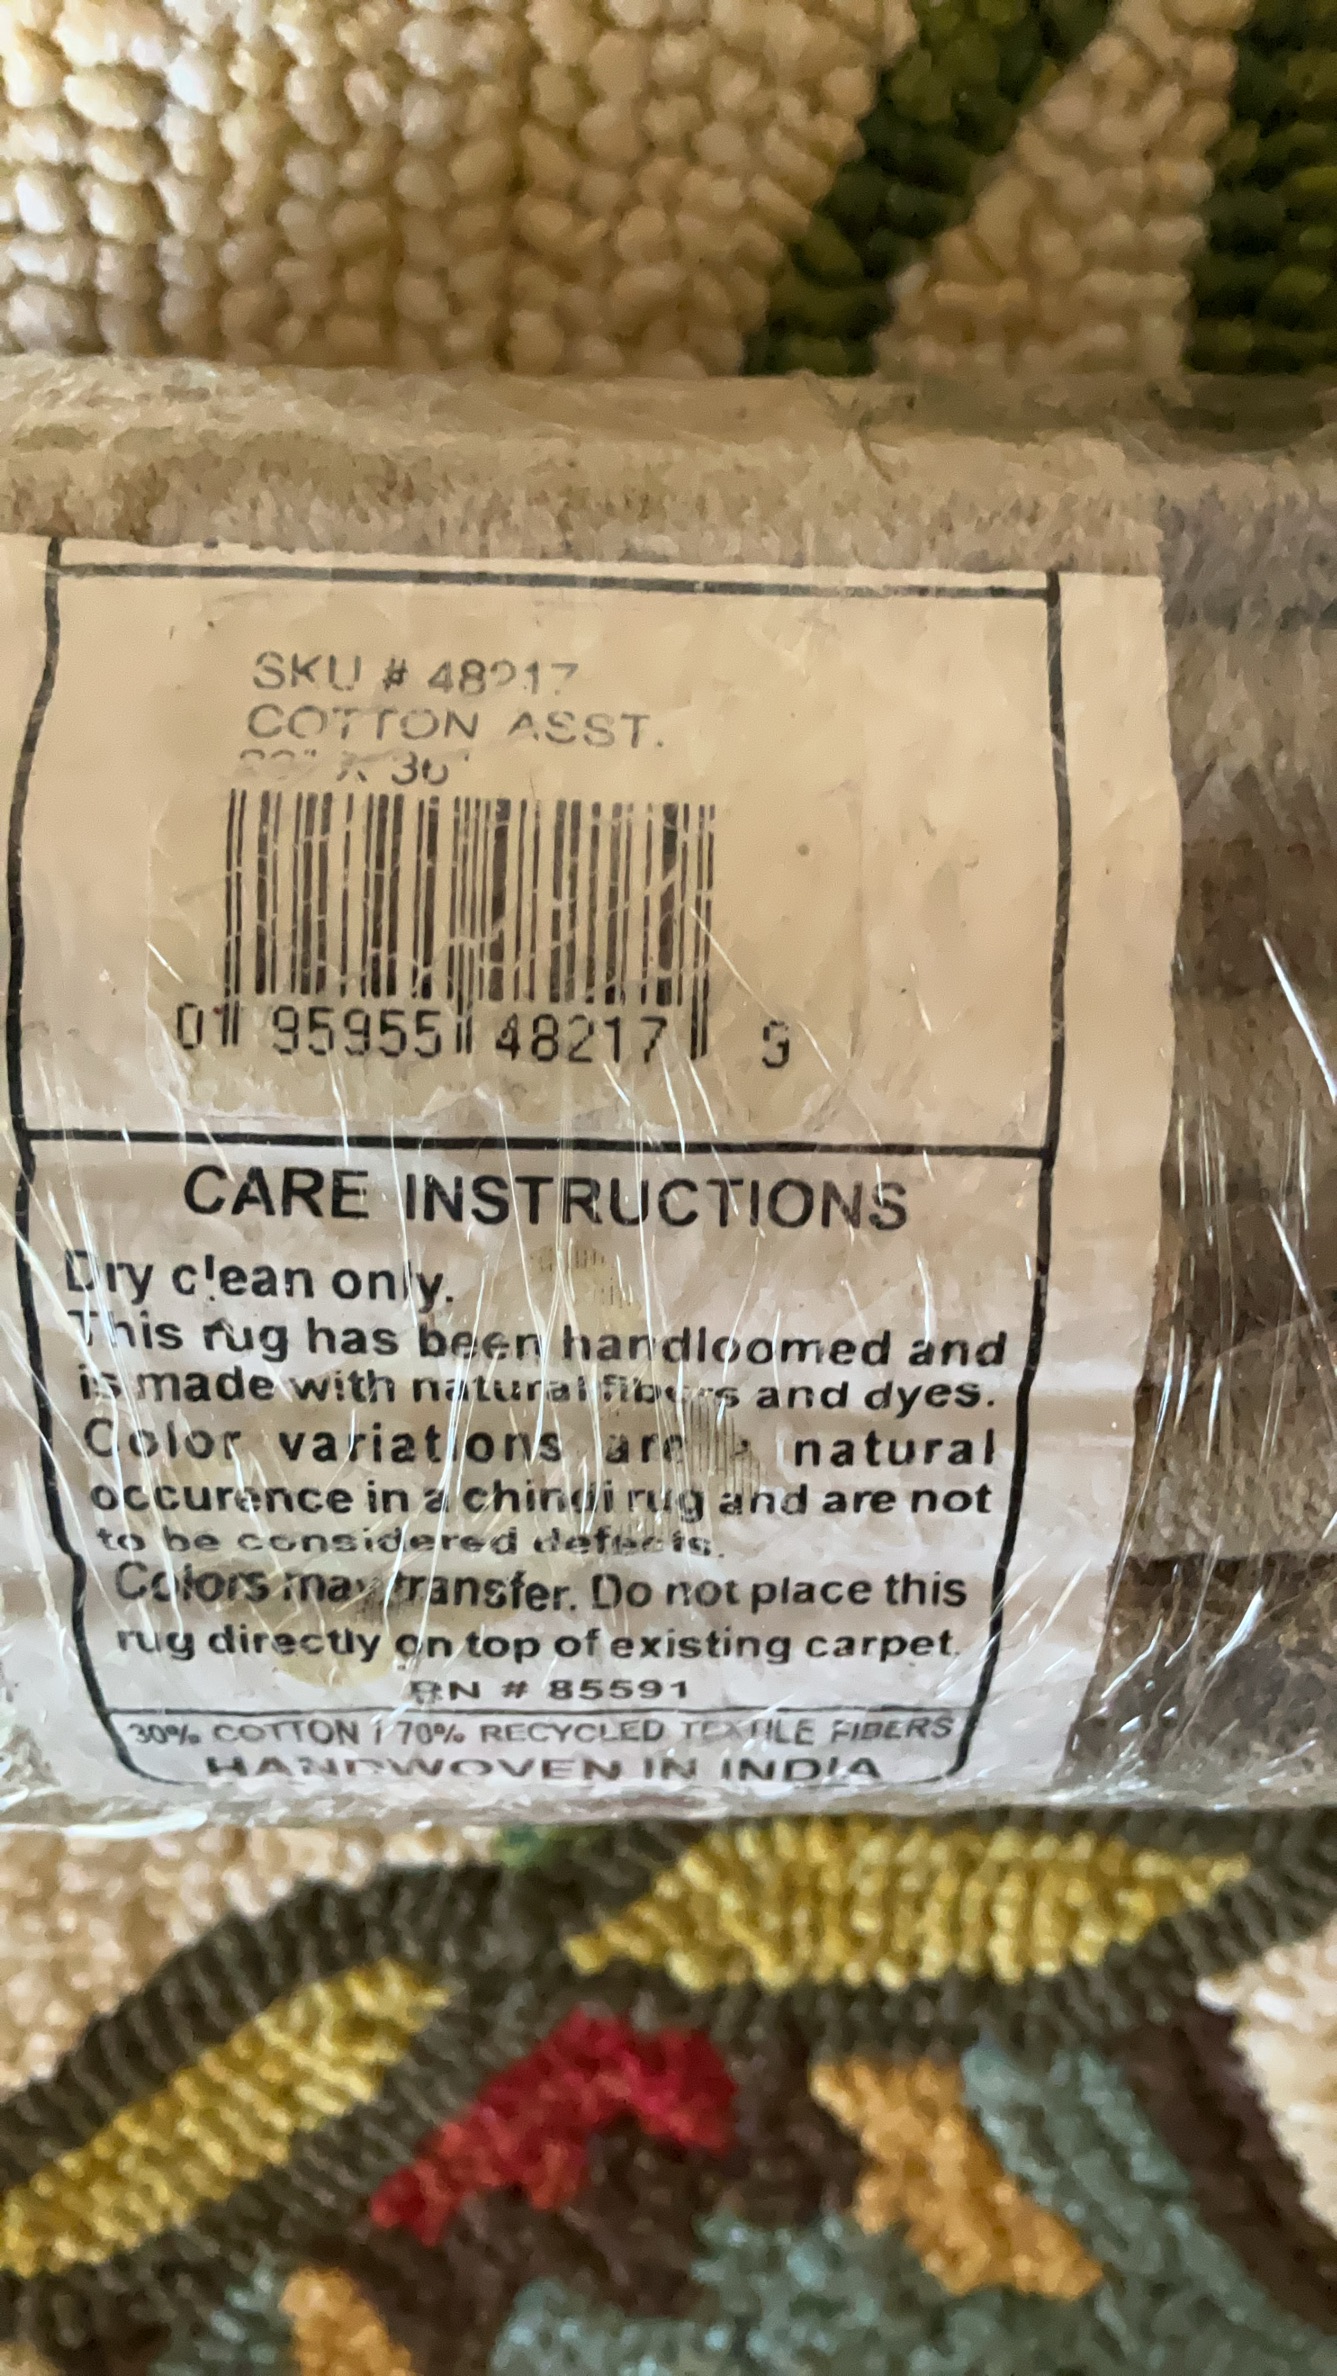 SKU # 48217
COTTON ASST.
X 36"
01 95955 48217 9
CARE INSTRUCTIONS
Dry clean only.
This rug has been handloomed and
is made with natural fibers and dyes.
Color variations are a natural
occurence in a chindi rug and are not
to be considered defects.
Colors may transfer. Do not place this
rug directly on top of existing carpet.
RN # 85591
30% COTTON / 70% RECYCLED TEXTILE FIBERS
HANDWOVEN IN INDIA